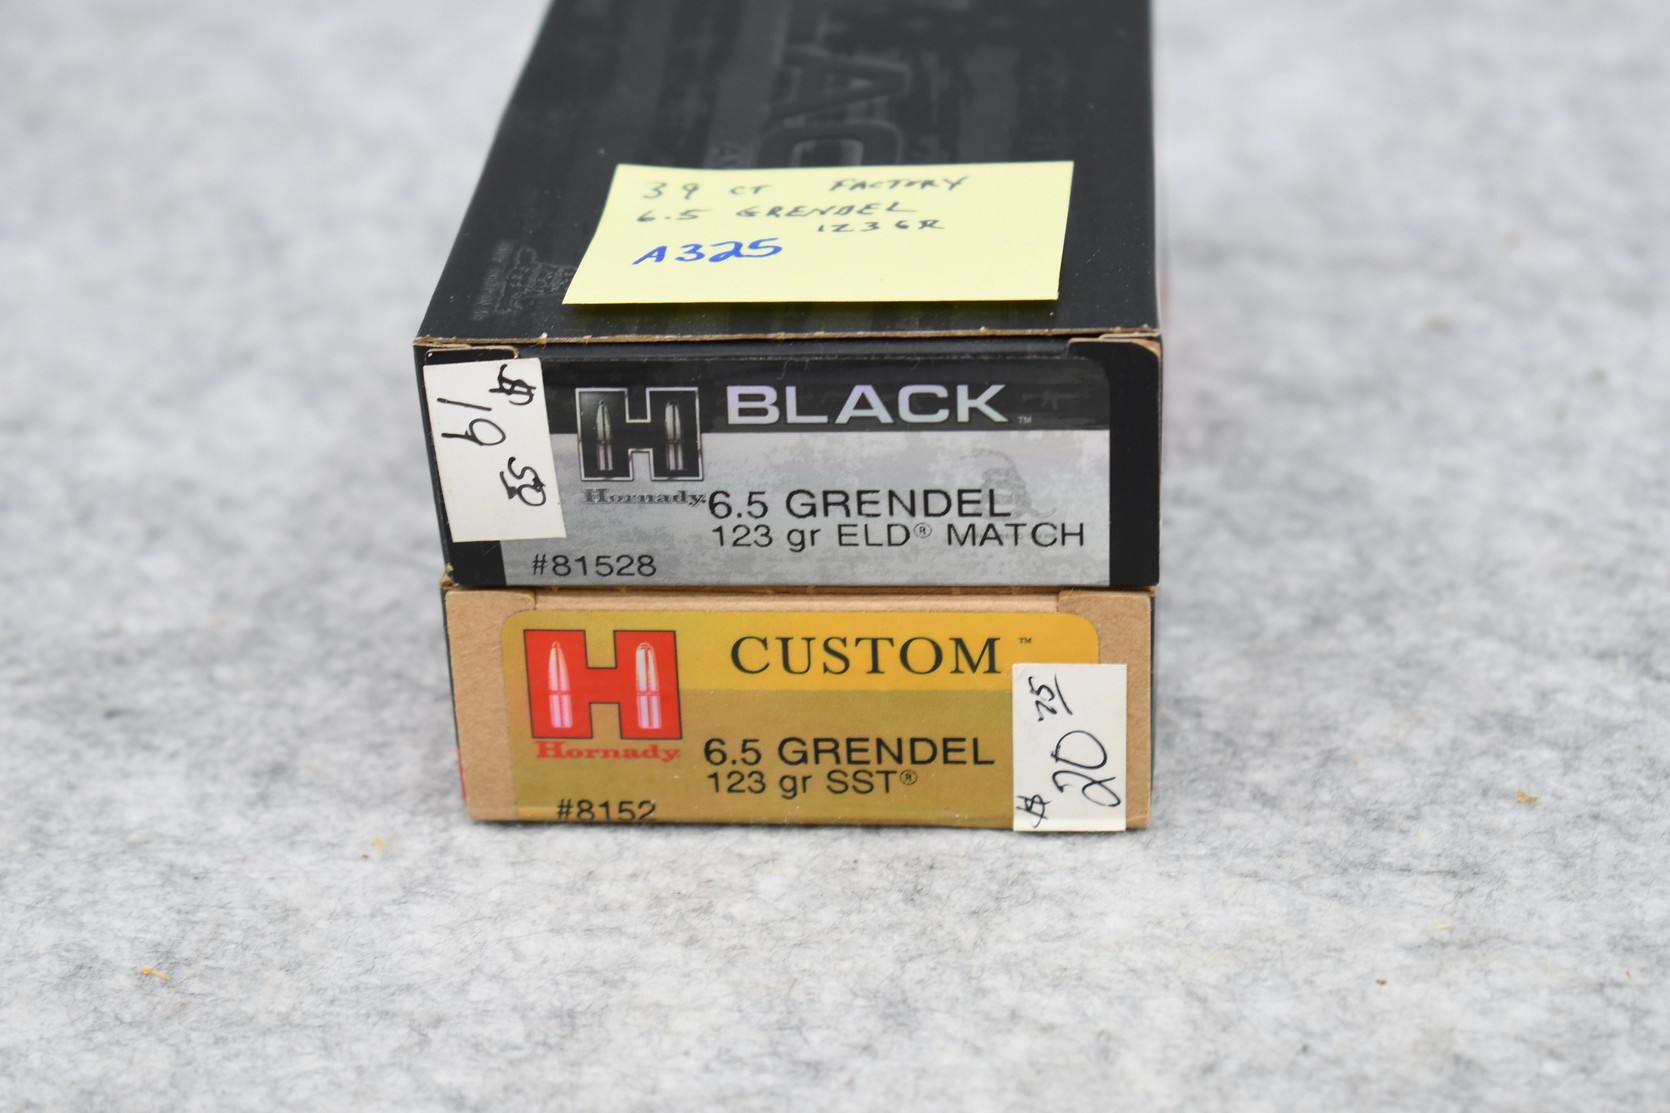 39 CT FACTORY
6.5 GRENDEL
123 GR
A325
$19 50
H BLACK™
Hornady
6.5 GRENDEL
123 gr ELD® MATCH
#81528
H CUSTOM™
Hornady
6.5 GRENDEL
123 gr SST®
#8152
$20 75